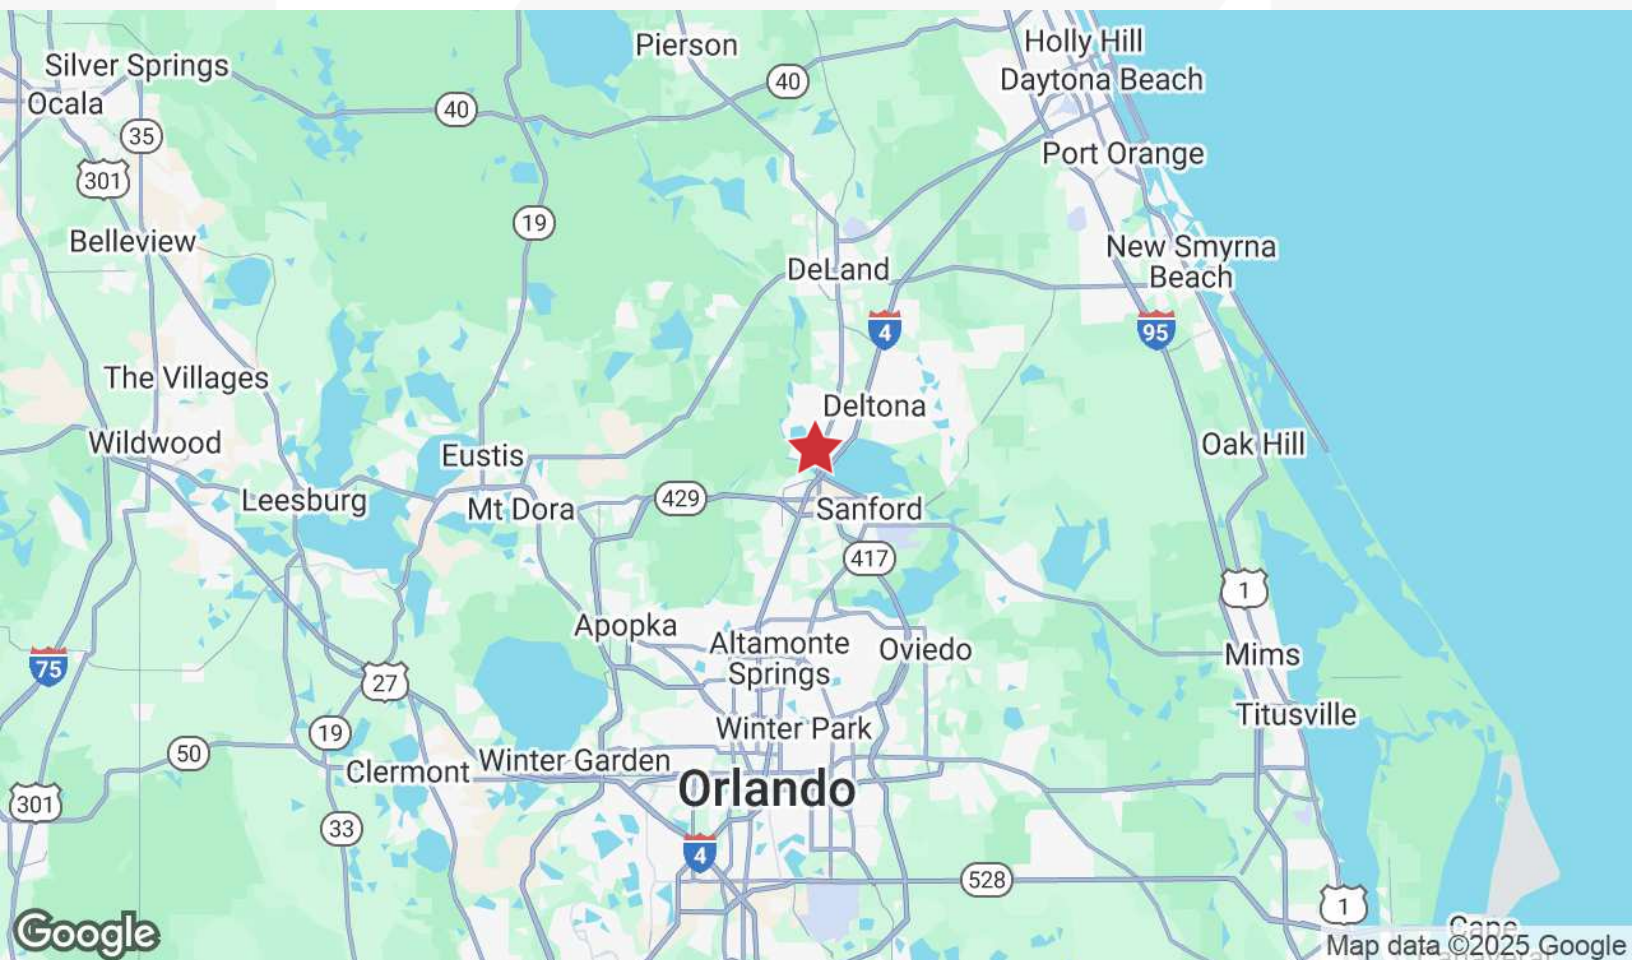 Pierson
Holly Hill
Silver Springs
Daytona Beach
40
Ocala
40
35
Port Orange
301
19
Belleview
New Smyrna
Beach
DeLand
4
95
The Villages
Deltona
Wildwood
Oak Hill
Eustis
Leesburg
429
Mt Dora
Sanford
417
1
Apopka
Altamonte
Springs
Oviedo
Mims
75
27
Titusville
19
Winter Park
50
Winter Garden
Clermont
Orlando
301
33
4
528
1
Google
Cape
Canaveral
Map data ©2025 Google